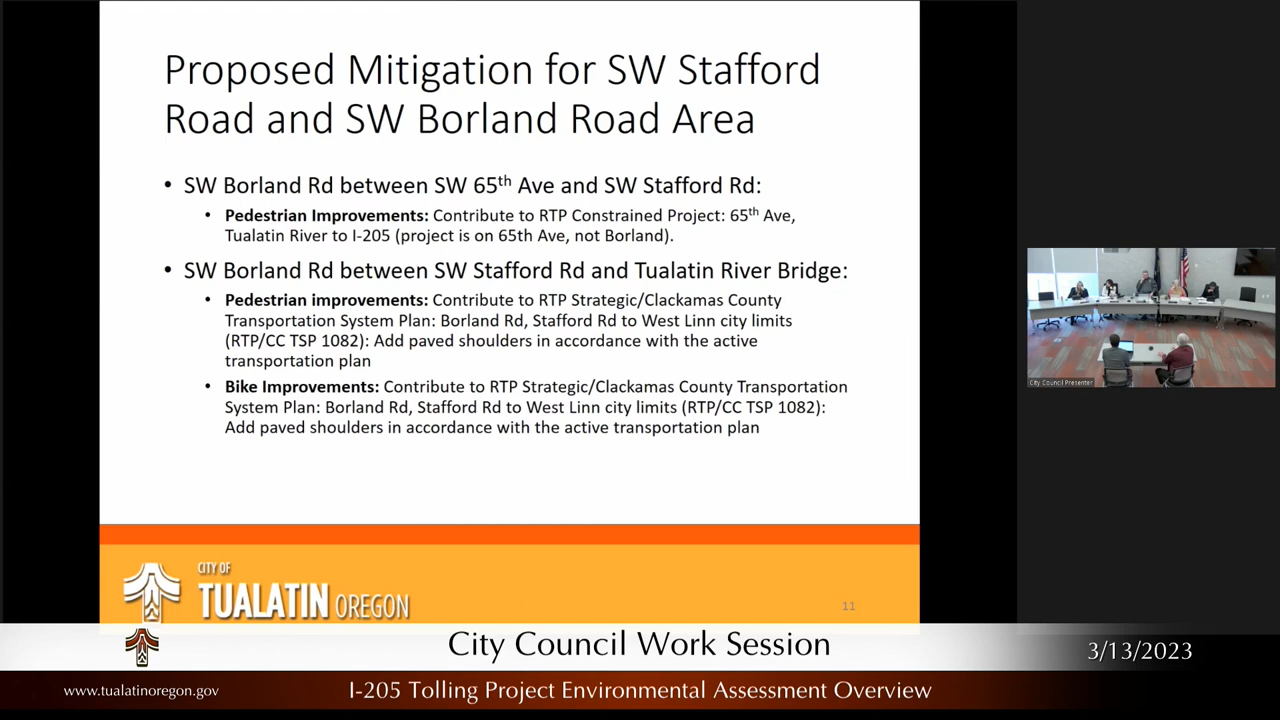 Proposed Mitigation for SW Stafford
Road and SW Borland Road Area
• SW Borland Rd between SW 65th Ave and SW Stafford Rd:
• Pedestrian Improvements: Contribute to RTP Constrained Project: 65th Ave,
Tualatin River to I-205 (project is on 65th Ave, not Borland).
• SW Borland Rd between SW Stafford Rd and Tualatin River Bridge:
• Pedestrian improvements: Contribute to RTP Strategic/Clackamas County
Transportation System Plan: Borland Rd, Stafford Rd to West Linn city limits
(RTP/CC TSP 1082): Add paved shoulders in accordance with the active
transportation plan
• Bike Improvements: Contribute to RTP Strategic/Clackamas County Transportation
System Plan: Borland Rd, Stafford Rd to West Linn city limits (RTP/CC TSP 1082):
Add paved shoulders in accordance with the active transportation plan
City Council Presenter
CITY OF
TUALATIN OREGON
11
City Council Work Session
3/13/2023
www.tualatinoregon.gov
I-205 Tolling Project Environmental Assessment Overview